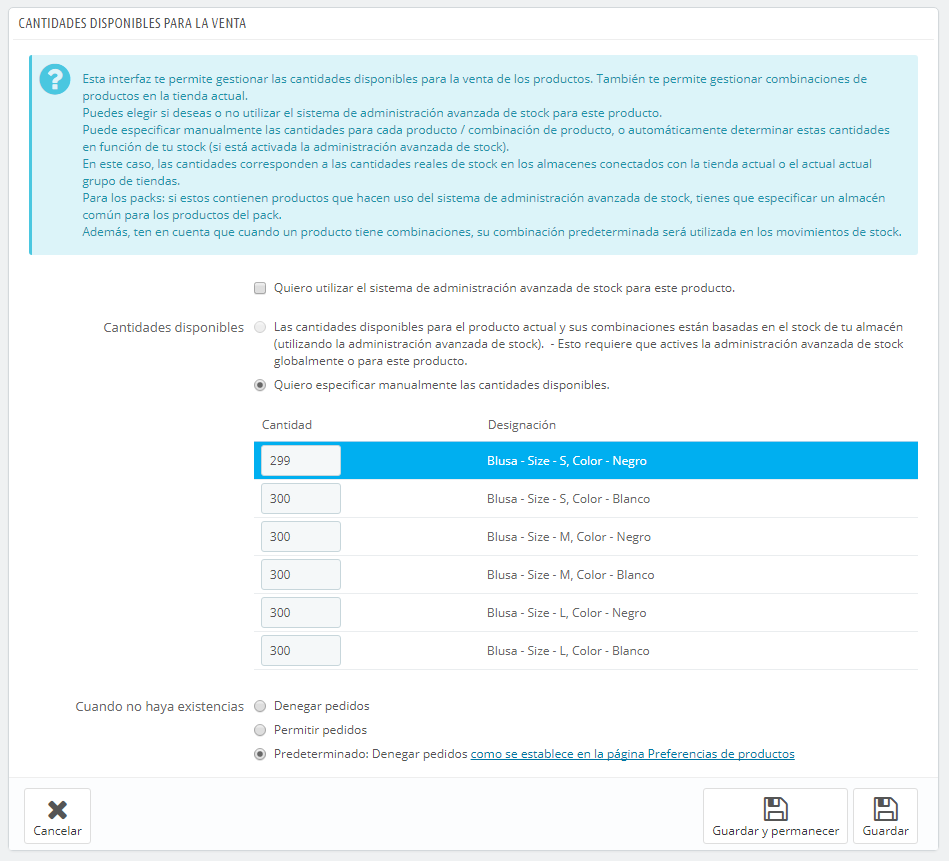 CANTIDADES DISPONIBLES PARA LA VENTA
?
Esta interfaz te permite gestionar las cantidades disponibles para la venta de los productos. También te permite gestionar combinaciones de
productos en la tienda actual.
Puedes elegir si deseas o no utilizar el sistema de administración avanzada de stock para este producto.
Puede especificar manualmente las cantidades para cada producto / combinación de producto, o automáticamente determinar estas cantidades
en función de tu stock (si está activada la administración avanzada de stock).
En este caso, las cantidades corresponden a las cantidades reales de stock en los almacenes conectados con la tienda actual o el actual actual
grupo de tiendas.
Para los packs: si estos contienen productos que hacen uso del sistema de administración avanzada de stock, tienes que especificar un almacén
común para los productos del pack.
Además, ten en cuenta que cuando un producto tiene combinaciones, su combinación predeterminada será utilizada en los movimientos de stock.
Quiero utilizar el sistema de administración avanzada de stock para este producto.
Cantidades disponibles
Las cantidades disponibles para el producto actual y sus combinaciones están basadas en el stock de tu almacén
(utilizando la administración avanzada de stock). - Esto requiere que actives la administración avanzada de stock
globalmente o para este producto.
Quiero especificar manualmente las cantidades disponibles.
Cantidad Designación
299 Blusa - Size - S, Color - Negro
300 Blusa - Size - S, Color - Blanco
300 Blusa - Size - M, Color - Negro
300 Blusa - Size - M, Color - Blanco
300 Blusa - Size - L, Color - Negro
300 Blusa - Size - L, Color - Blanco
Cuando no haya existencias Denegar pedidos
Permitir pedidos
Predeterminado: Denegar pedidos como se establece en la página Preferencias de productos
Cancelar Guardar y permanecer Guardar